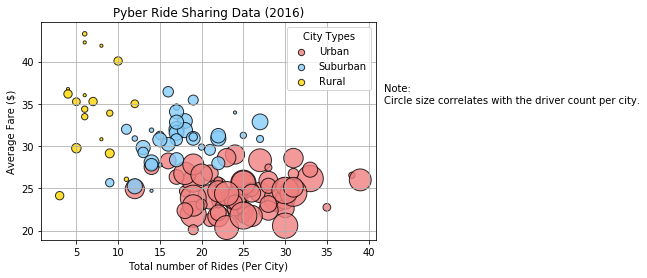 Pyber Ride Sharing Data (2016)
Average Fare ($)
40
35
30
25
20
5
10
15
20
25
30
35
40
Total number of Rides (Per City)
City Types
Urban
Suburban
Rural
Note:
Circle size correlates with the driver count per city.